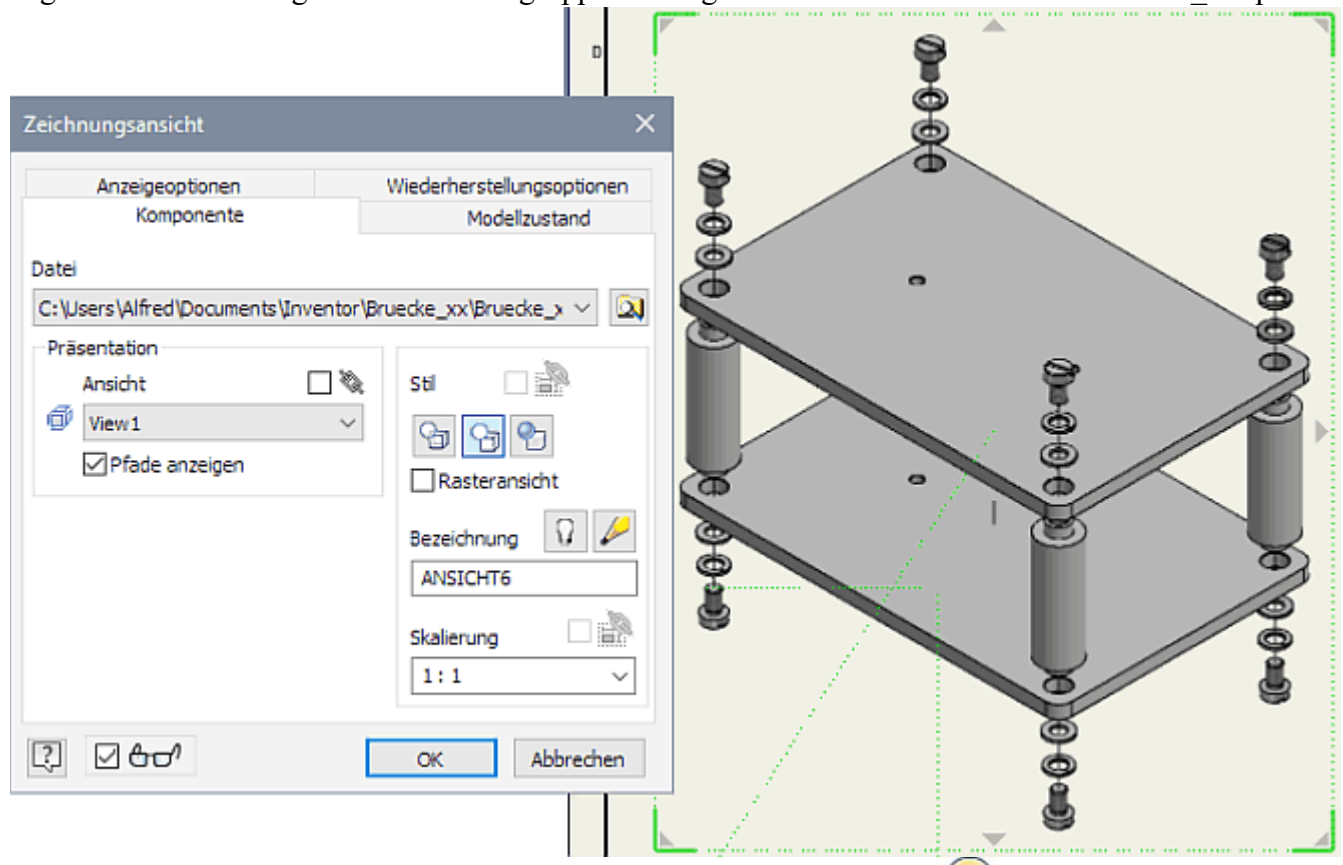 D
Zeichnungsansicht
Anzeigeoptionen
Wiederherstellungsoptionen
Komponente
Modellzustand
Datei
C:\Users\Alfred\Documents\Inventor\Bruecke_xx\Bruecke_x
Präsentation
Ansicht
View1
Pfade anzeigen
Stil
Rasteransicht
Bezeichnung
ANSICHT6
Skalierung
1 : 1
OK
Abbrechen